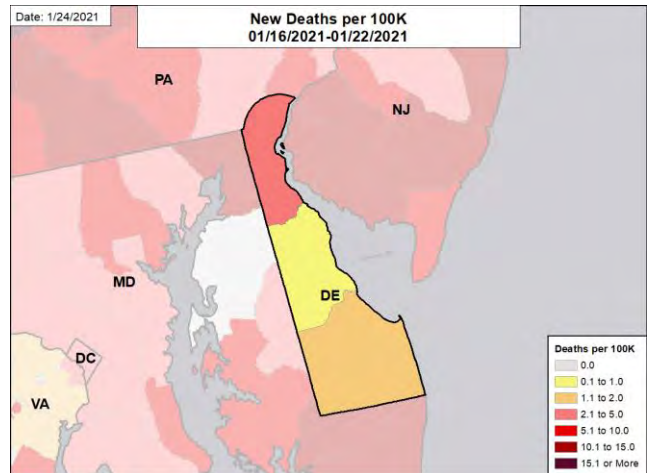 Date: 1/24/2021
New Deaths per 100K
01/16/2021-01/22/2021
PA
NJ
MD
DE
DC
VA
Deaths per 100K
0.0
0.1 to 1.0
1.1 to 2.0
2.1 to 5.0
5.1 to 10.0
10.1 to 15.0
15.1 or More